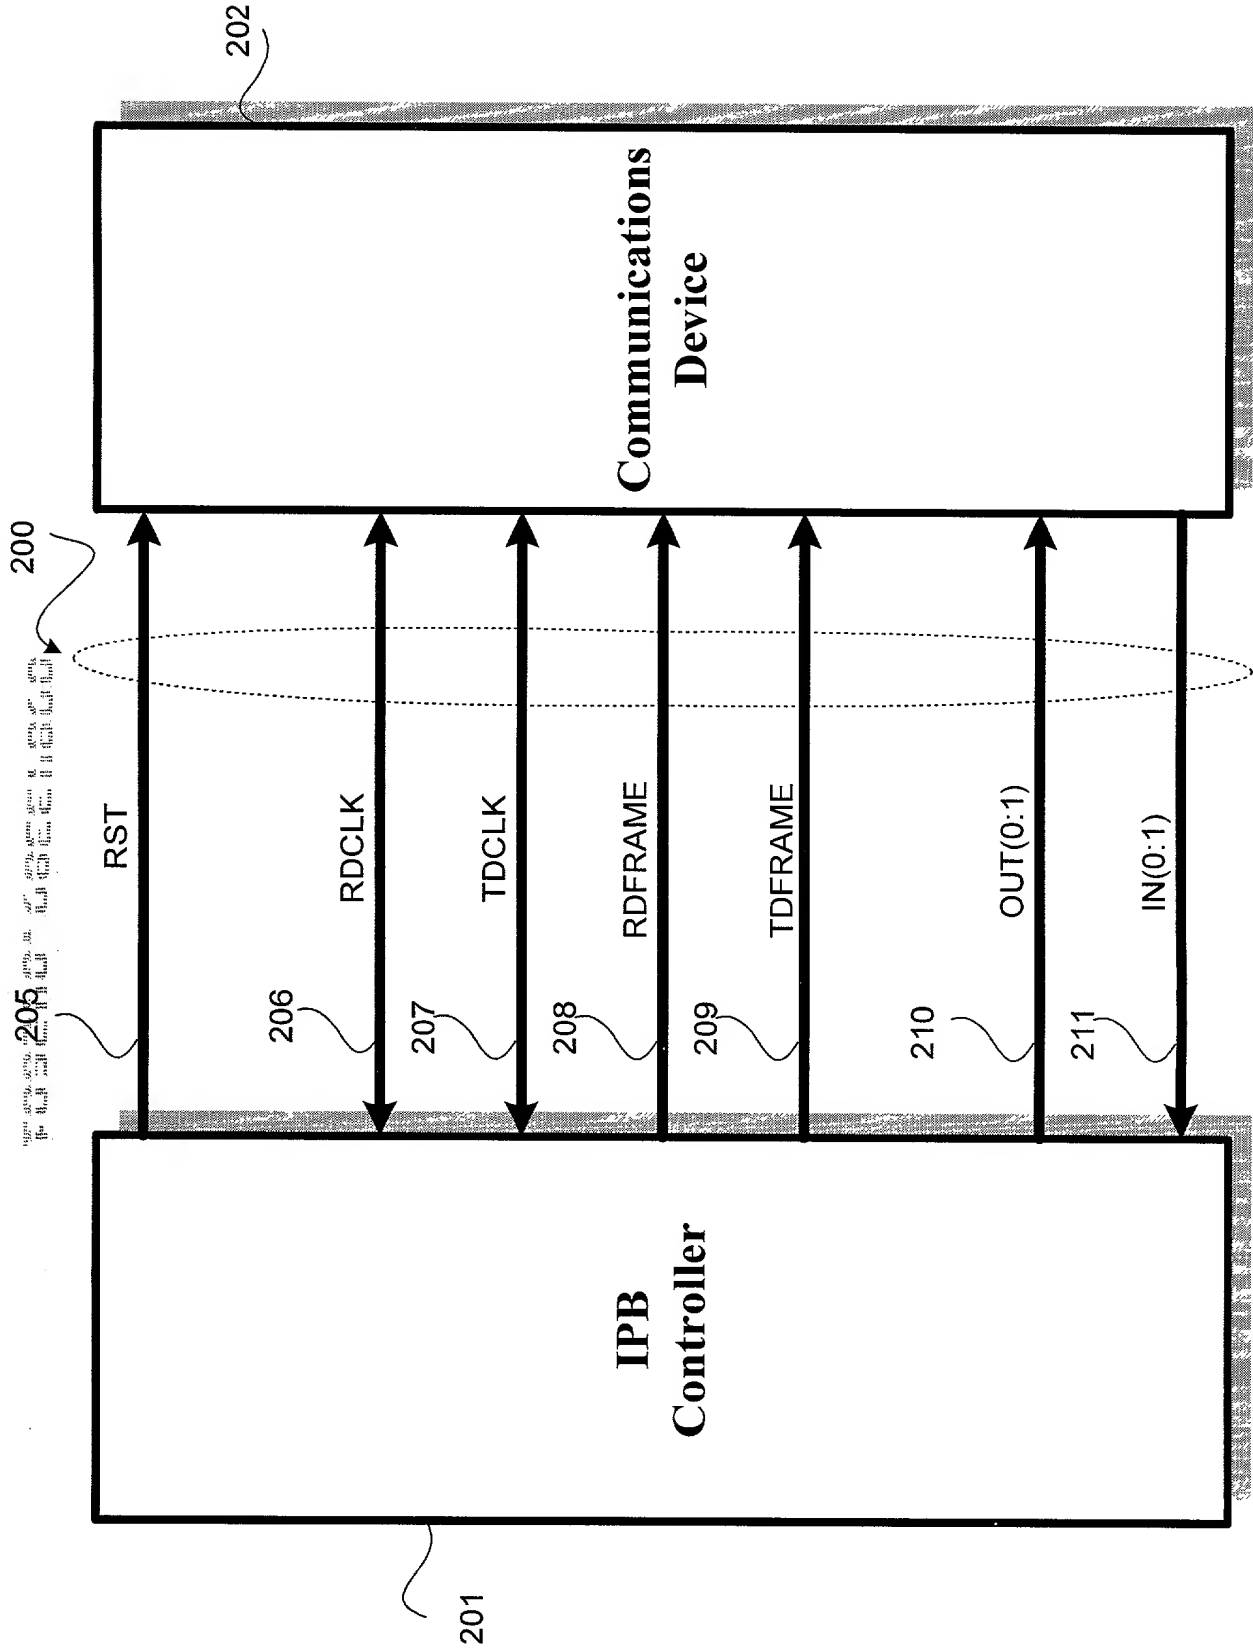 200
202
205
RST
206
RDCLK
207
TDCLK
208
RDFRAME
209
TDFRAME
210
OUT(0:1)
211
IN(0:1)
IPB
Controller
Communications
Device
201